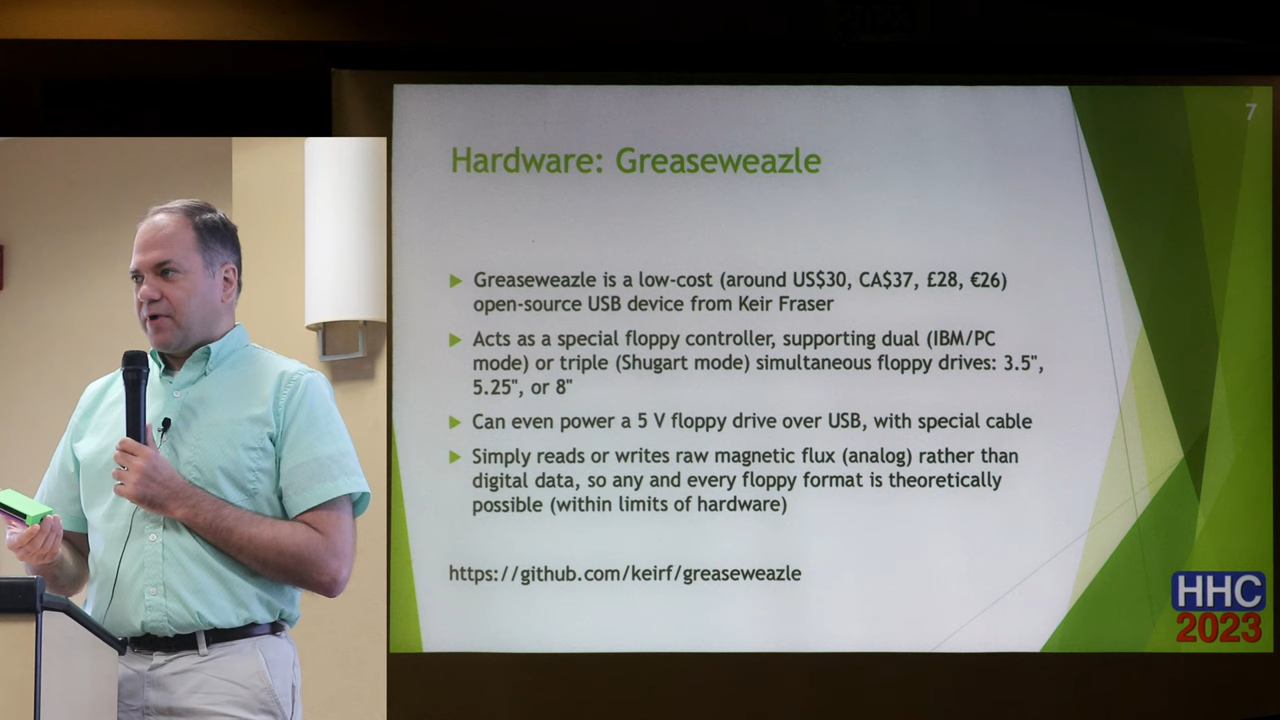 7
Hardware: Greaseweazle
Greaseweazle is a low-cost (around US$30, CA$37, £28, €26)
open-source USB device from Keir Fraser
Acts as a special floppy controller, supporting dual (IBM/PC
mode) or triple (Shugart mode) simultaneous floppy drives: 3.5",
5.25", or 8"
Can even power a 5 V floppy drive over USB, with special cable
Simply reads or writes raw magnetic flux (analog) rather than
digital data, so any and every floppy format is theoretically
possible (within limits of hardware)
https://github.com/keirf/greaseweazle
HHC
2023